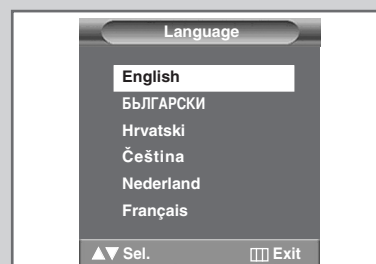 Language
English
БЪЛГАРСКИ
Hrvatski
Čeština
Nederland
Français
▲▼ Sel. Exit